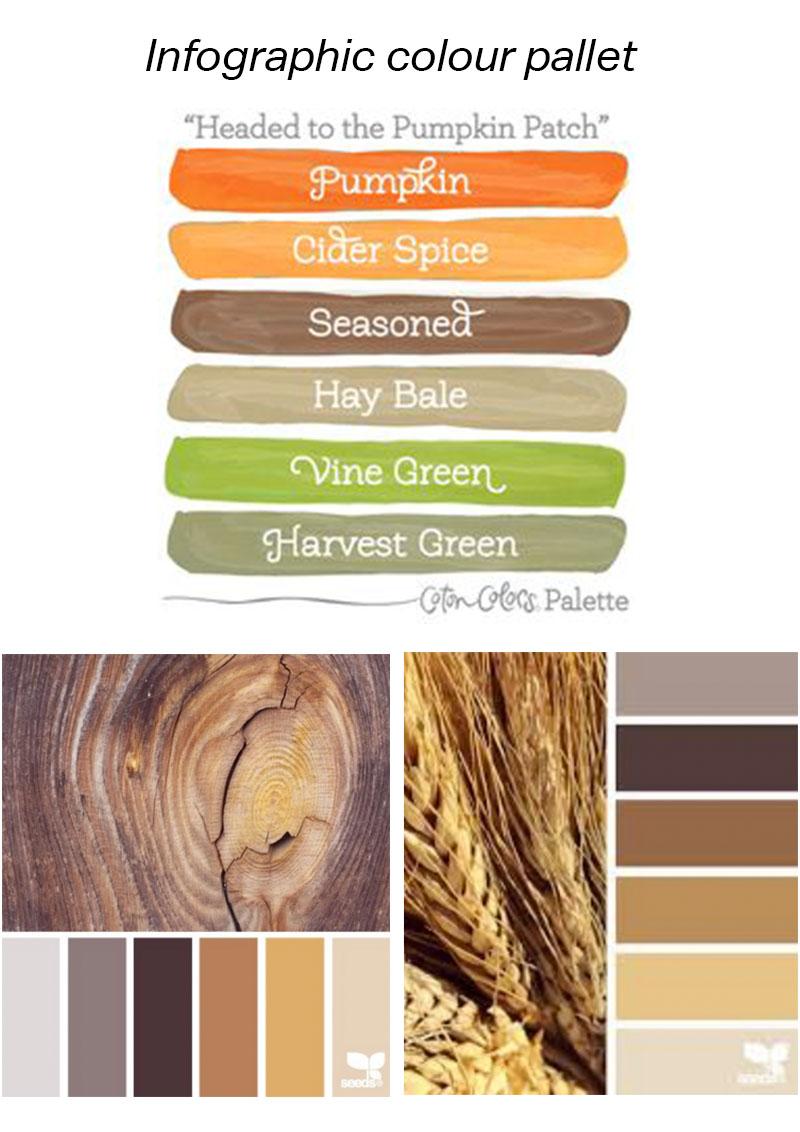 Infographic colour pallet
“Headed to the Pumpkin Patch”
Pumpkin
Cider Spice
Seasoned
Hay Bale
Vine Green
Harvest Green
Coton Colors. Palette
seeds®